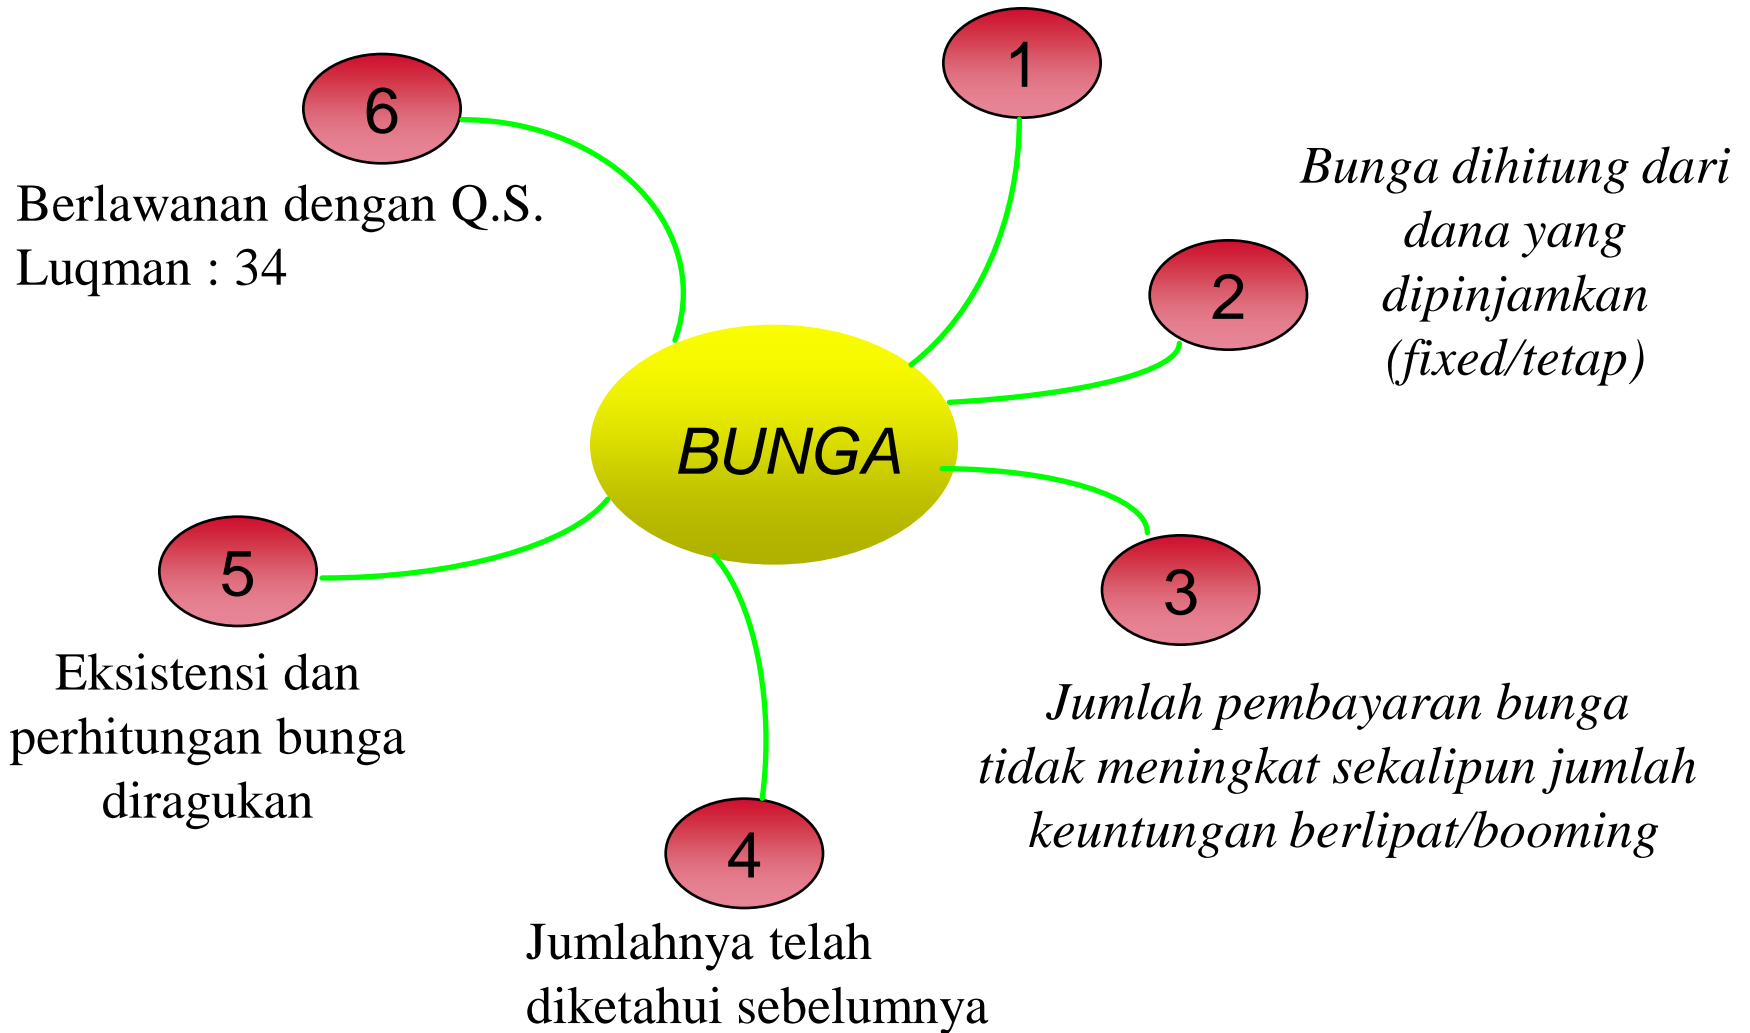 1
2
Bunga dihitung dari
dana yang
dipinjamkan
(fixed/tetap)
3
Jumlah pembayaran bunga
tidak meningkat sekalipun jumlah
keuntungan berlipat/booming
4
Jumlahnya telah
diketahui sebelumnya
5
Eksistensi dan
perhitungan bunga
diragukan
6
Berlawanan dengan Q.S.
Luqman : 34
BUNGA